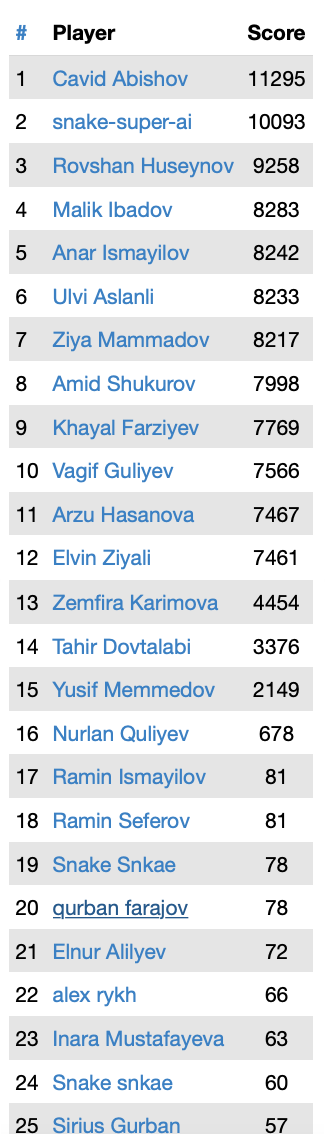 # Player Score
1 Cavid Abishov 11295
2 snake-super-ai 10093
3 Rovshan Huseynov 9258
4 Malik Ibadov 8283
5 Anar Ismayilov 8242
6 Ulvi Aslanli 8233
7 Ziya Mammadov 8217
8 Amid Shukurov 7998
9 Khayal Farziyev 7769
10 Vagif Guliyev 7566
11 Arzu Hasanova 7467
12 Elvin Ziyali 7461
13 Zemfira Karimova 4454
14 Tahir Dovtalabi 3376
15 Yusif Memmedov 2149
16 Nurlan Quliyev 678
17 Ramin Ismayilov 81
18 Ramin Seferov 81
19 Snake Snkae 78
20 qurban farajov 78
21 Elnur Alilyev 72
22 alex rykh 66
23 Inara Mustafayeva 63
24 Snake snkae 60
25 Sirius Gurban 57